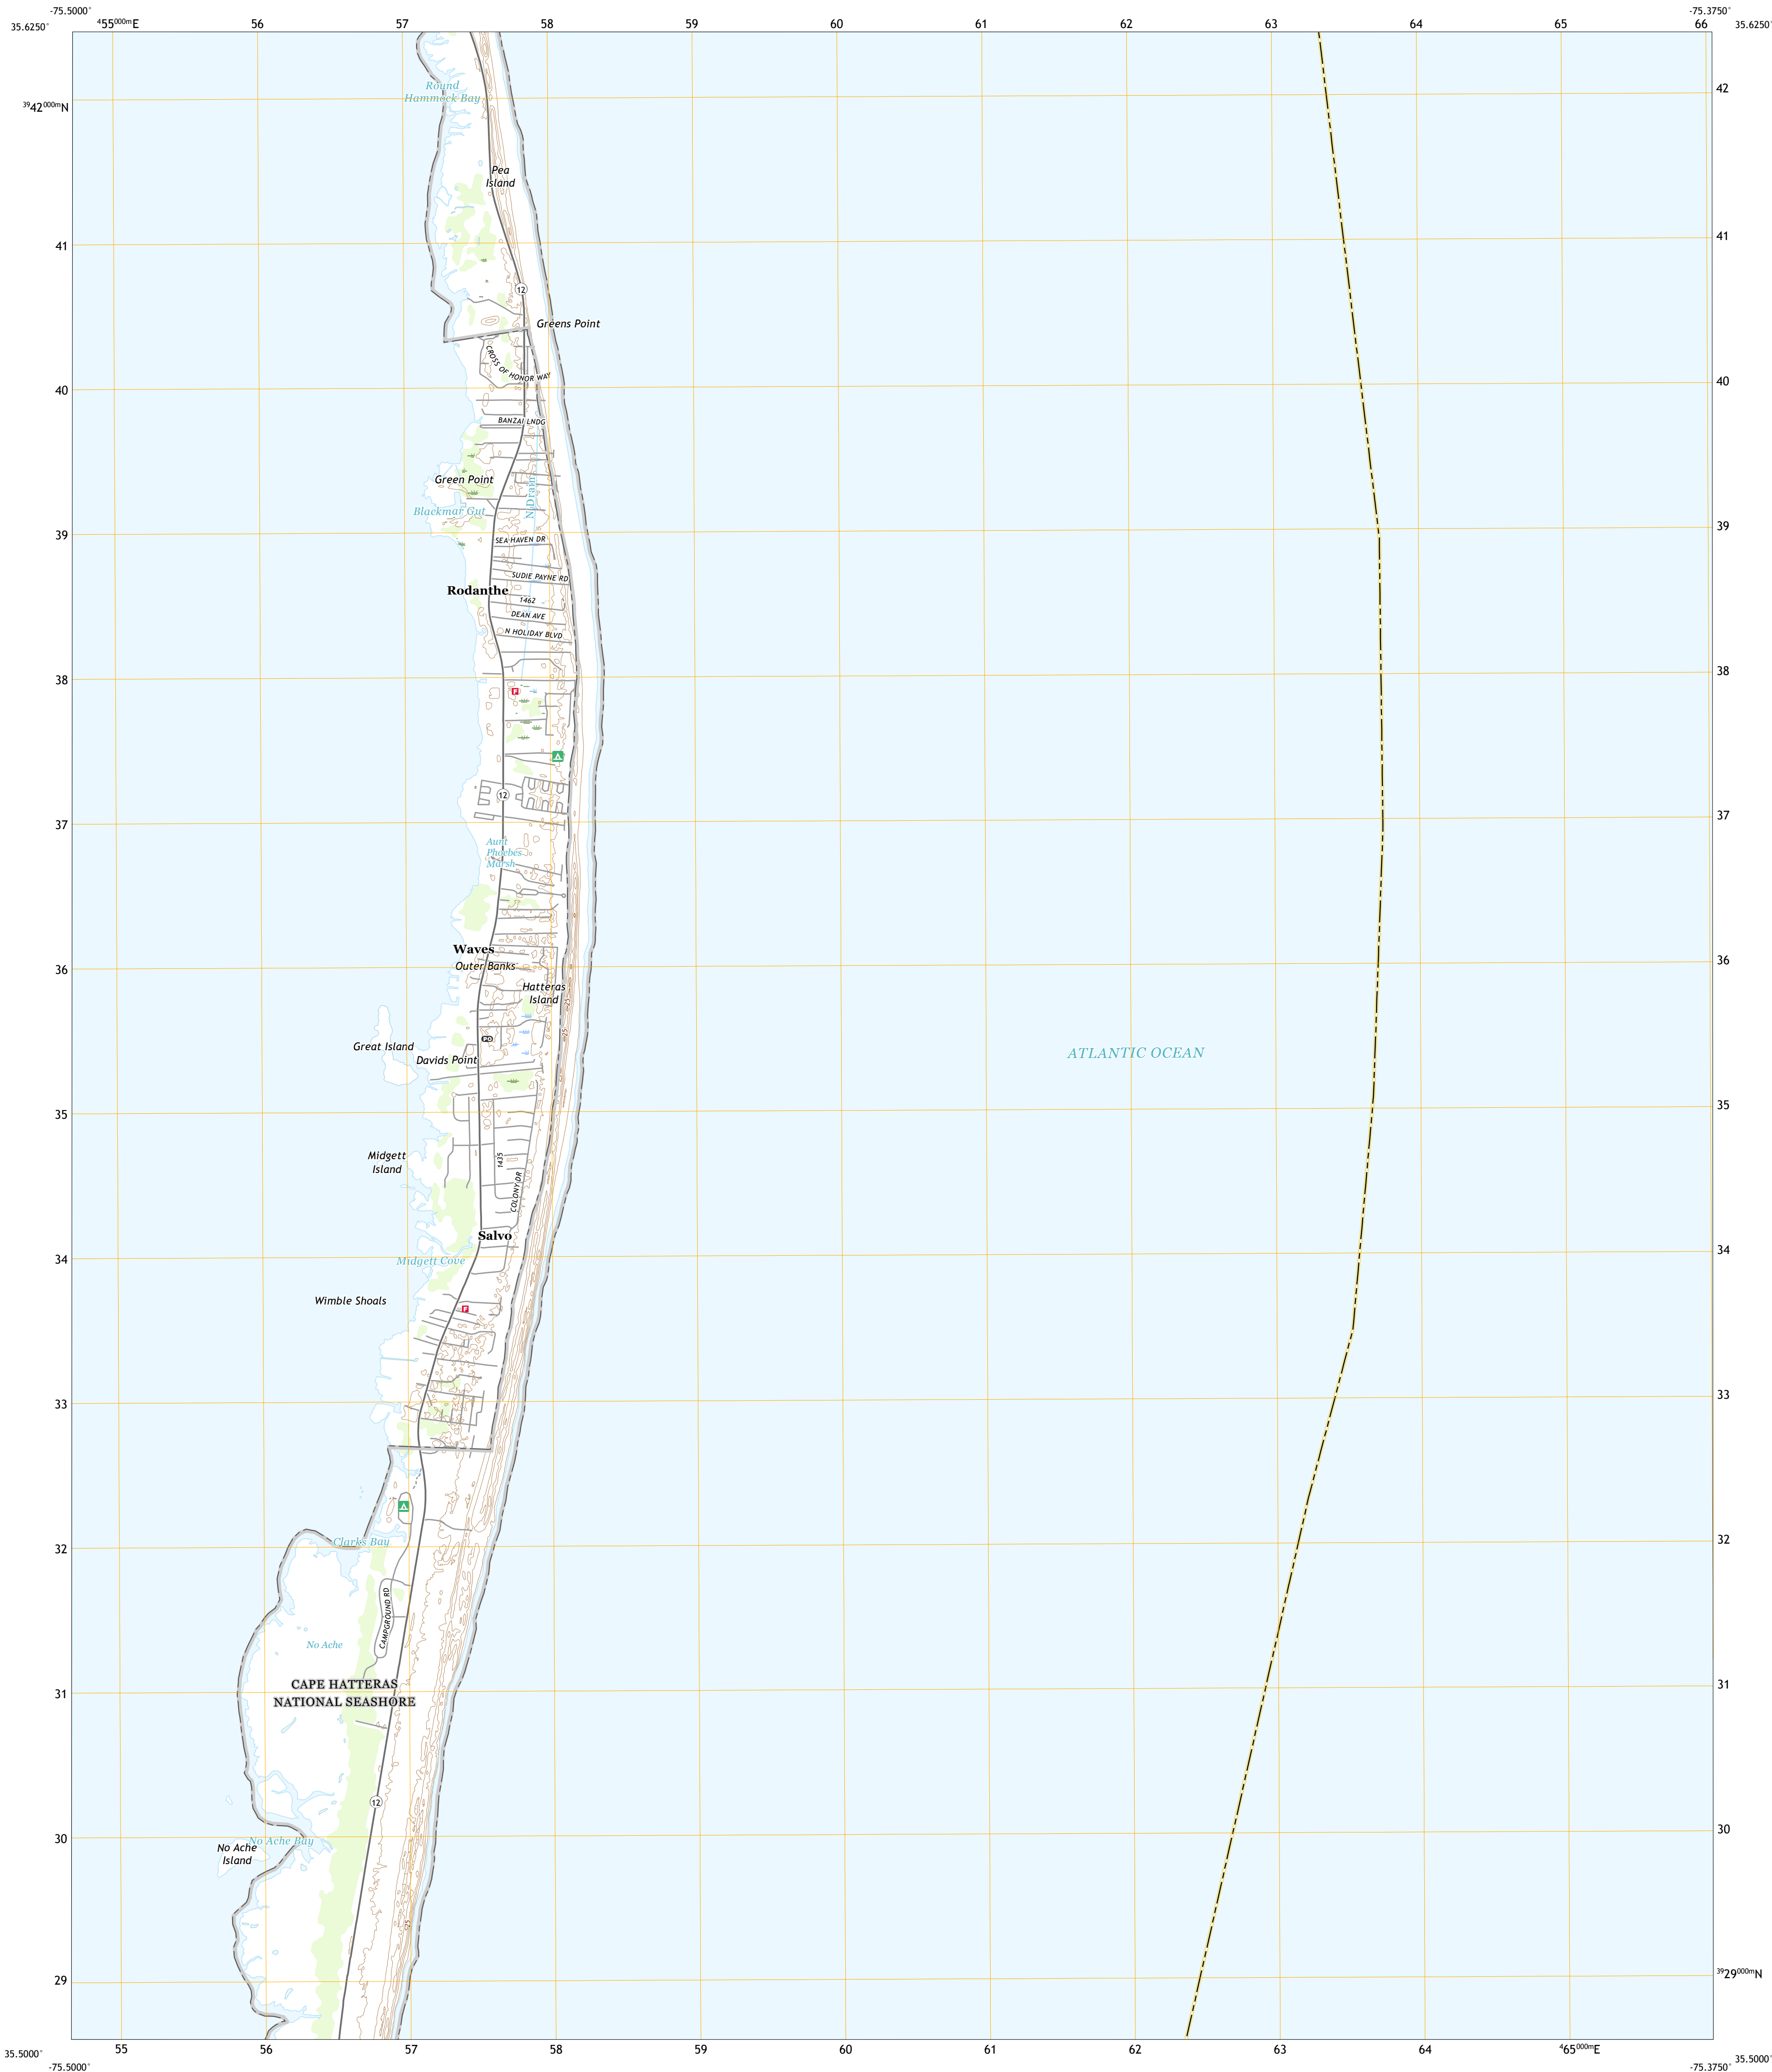 -75.5000°
-75.3750°
35.6250°
⁴55⁰⁰⁰ᵐE
56
57
58
59
60
61
62
63
64
65
66
35.6250°
Round
Hammock Bay
42
³⁹42⁰⁰⁰ᵐN
Pea
Island
41
41
12
Greens Point
CROSS OF HONOR WAY
40
40
BANZAI LNDG
Green Point
N Drain
Blackmar Gut
39
39
SEA HAVEN DR
SUDIE PAYNE RD
Rodanthe
1462
DEAN AVE
N HOLIDAY BLVD
38
38
F
12
37
37
Aunt
Phoebes
Marsh
Waves
Outer Banks
36
36
Hatteras
Island
25
25
PO
Great Island
Davids Point
ATLANTIC OCEAN
35
35
Midgett
Island
1435
COLONY DR
Salvo
34
34
Midgett Cove
Wimble Shoals
F
33
33
32
32
Clarks Bay
CAMPGROUND RD
No Ache
CAPE HATTERAS
NATIONAL SEASHORE
31
31
12
30
30
No Ache Bay
No Ache
Island
25
29
³⁹29⁰⁰⁰ᵐN
35.5000°
55
56
57
58
59
60
61
62
63
64
⁴65⁰⁰⁰ᵐE
35.5000°
-75.5000°
-75.3750°